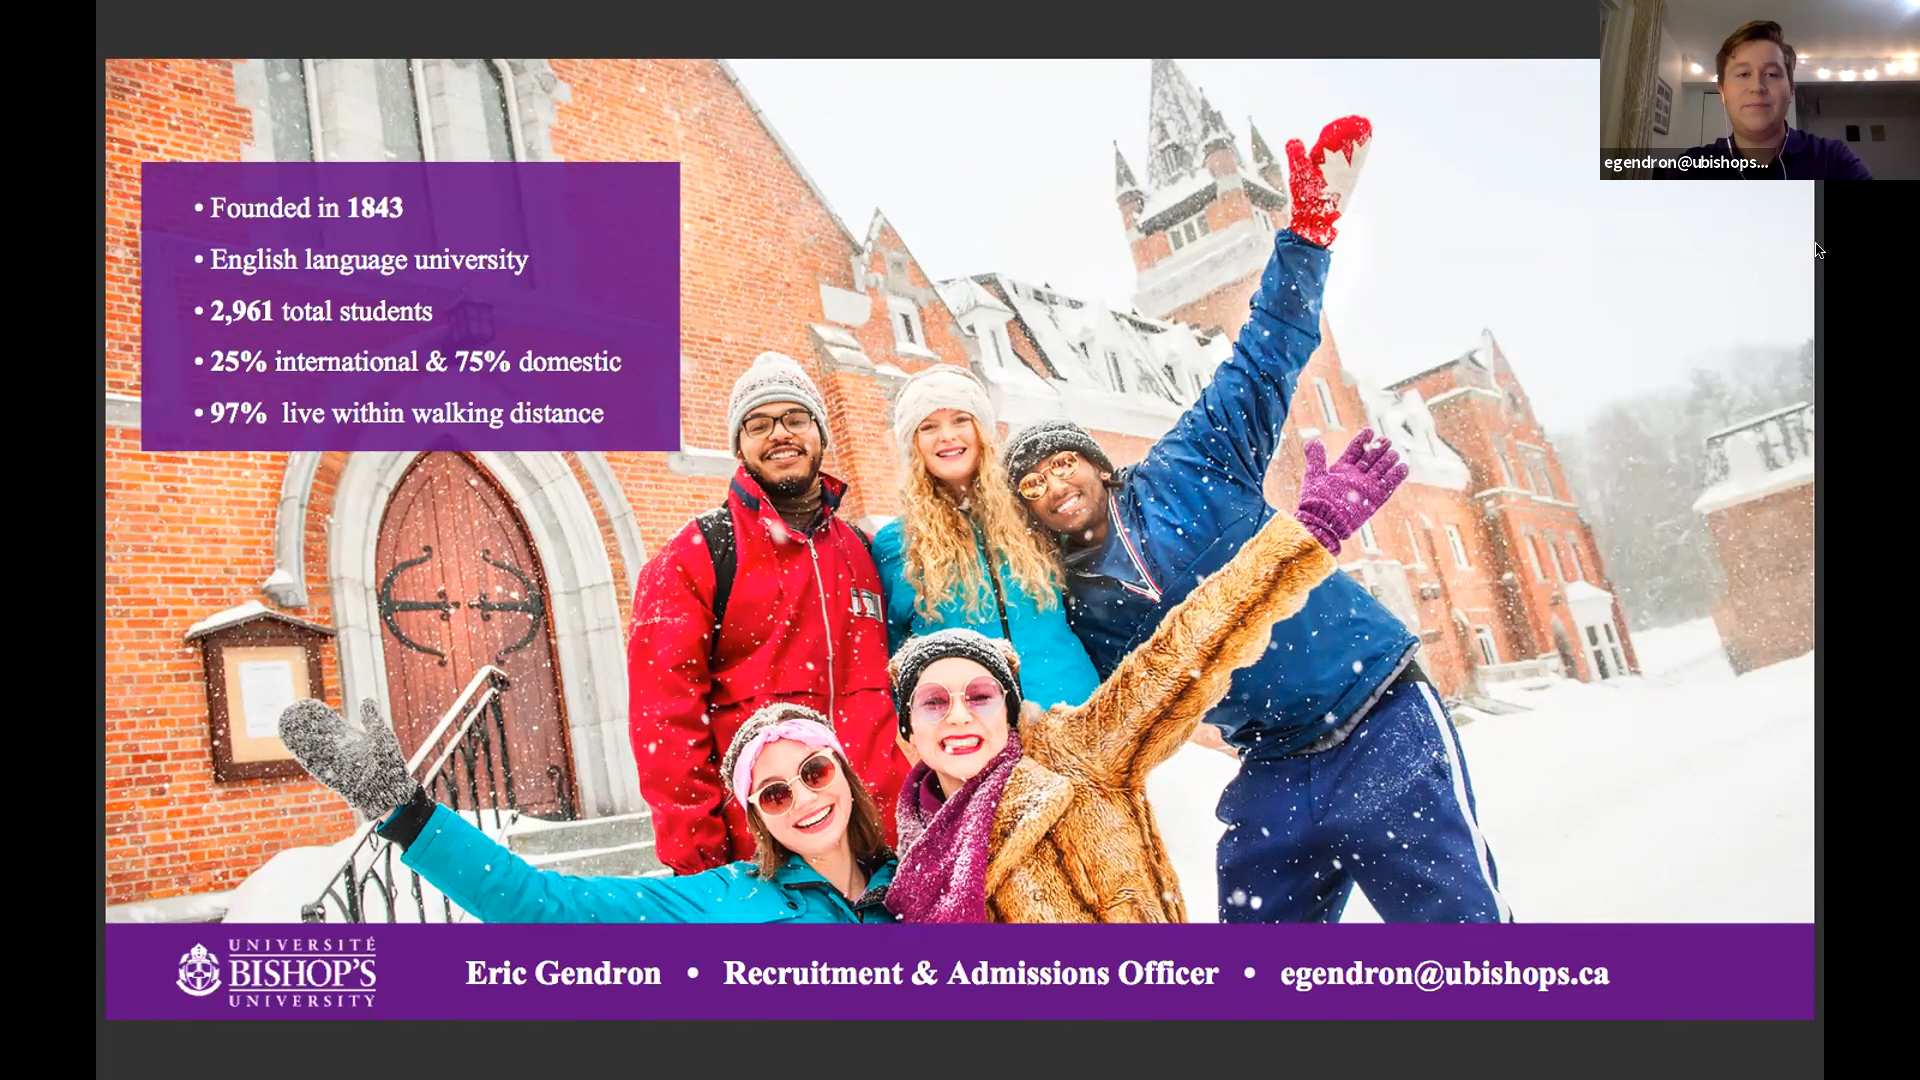 egendron@ubishops...
• Founded in 1843
• English language university
• 2,961 total students
• 25% international & 75% domestic
• 97% live within walking distance
UNIVERSITÉ
BISHOP'S
UNIVERSITY
Eric Gendron • Recruitment & Admissions Officer • egendron@ubishops.ca